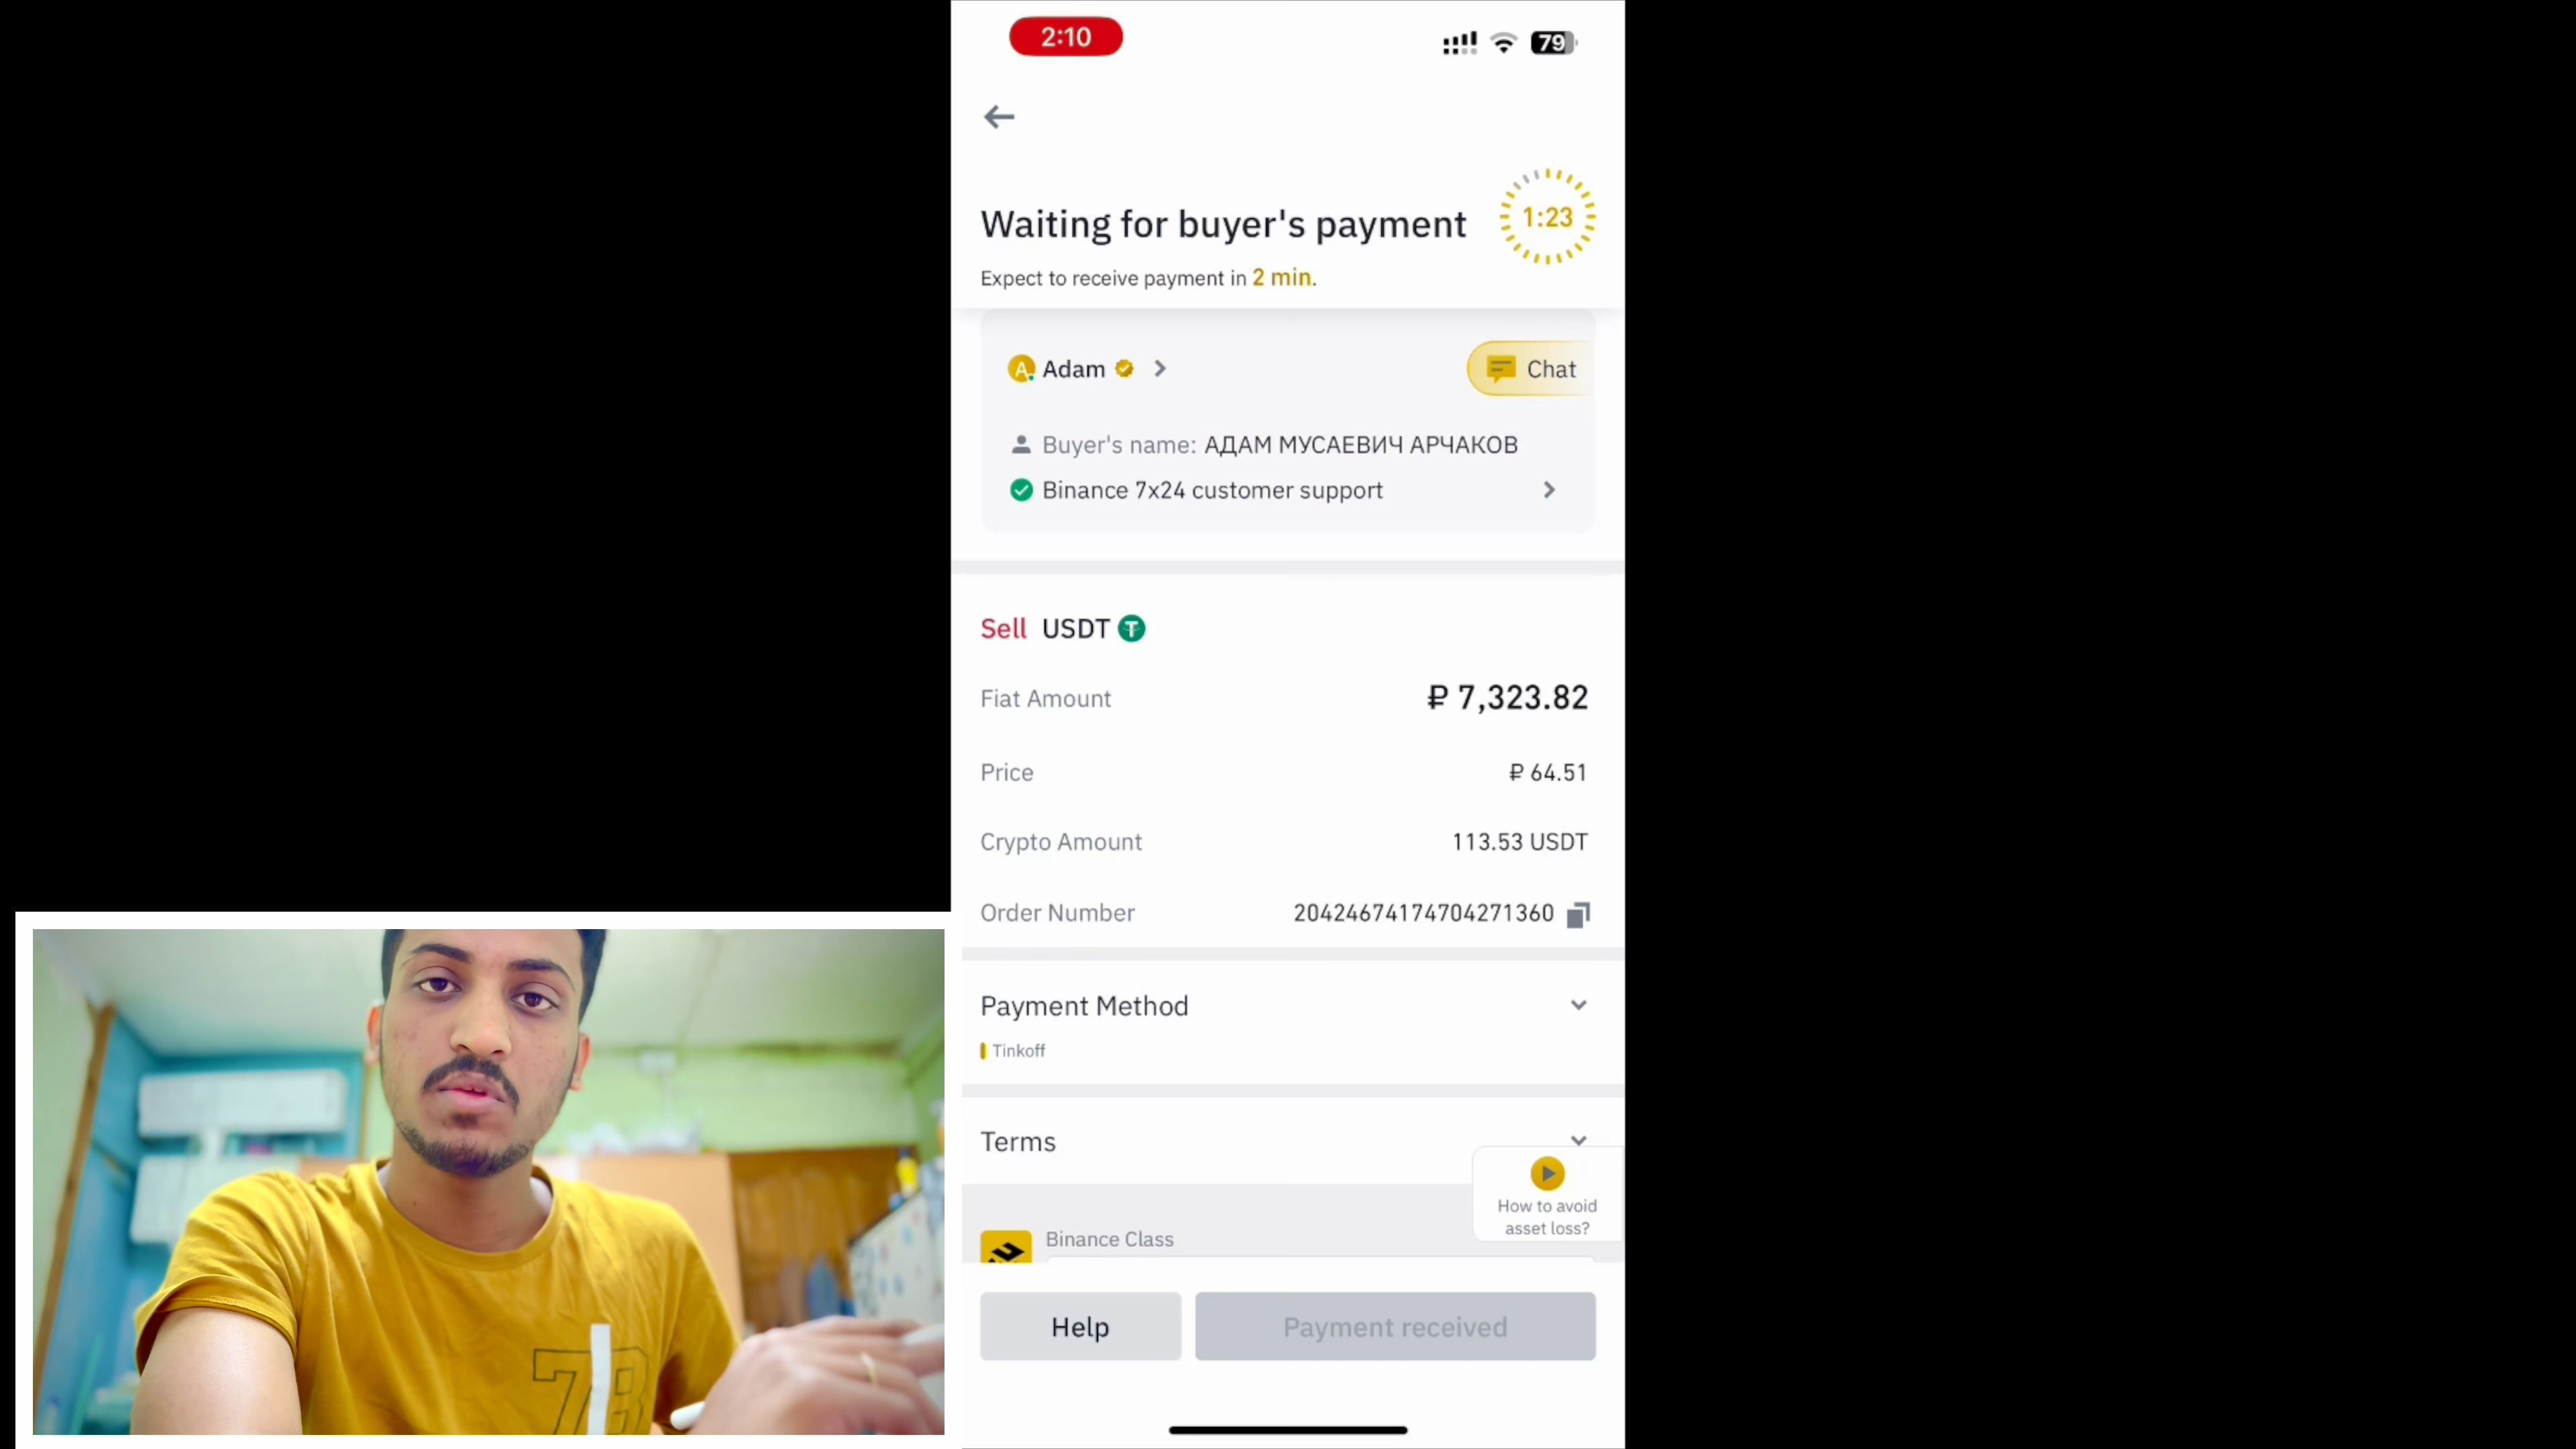 2:10
79
Waiting for buyer's payment
1:23
Expect to receive payment in 2 min.
A Adam
Chat
Buyer's name: АДАМ МУСАЕВИЧ АРЧАКОВ
Binance 7x24 customer support
Sell USDT
Fiat Amount ₽ 7,323.82
Price ₽ 64.51
Crypto Amount 113.53 USDT
Order Number 20424674174704271360
Payment Method
Tinkoff
Terms
How to avoid
asset loss?
Binance Class
Help
Payment received
78